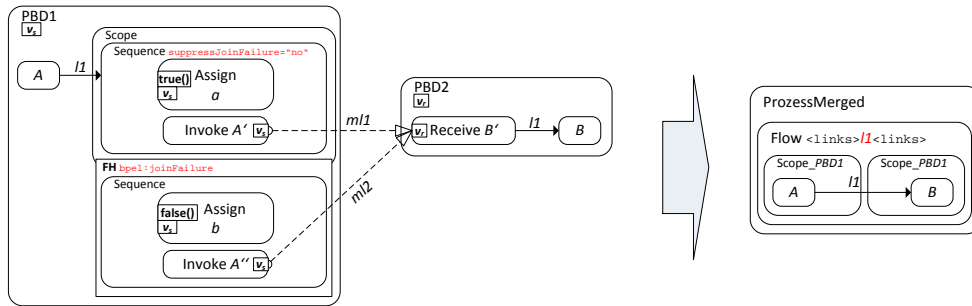 PBD1
vs
Scope
Sequence suppressJoinFailure="no"
A
l1
true()
Assign
vs
a
Invoke A'
vs
ml1
FH bpel:joinFailure
Sequence
false()
Assign
vs
b
Invoke A''
vs
ml2
PBD2
vr
vr
Receive B'
l1
B
ProzessMerged
Flow <links>l1<links>
Scope_PBD1
Scope_PBD1
A
l1
B